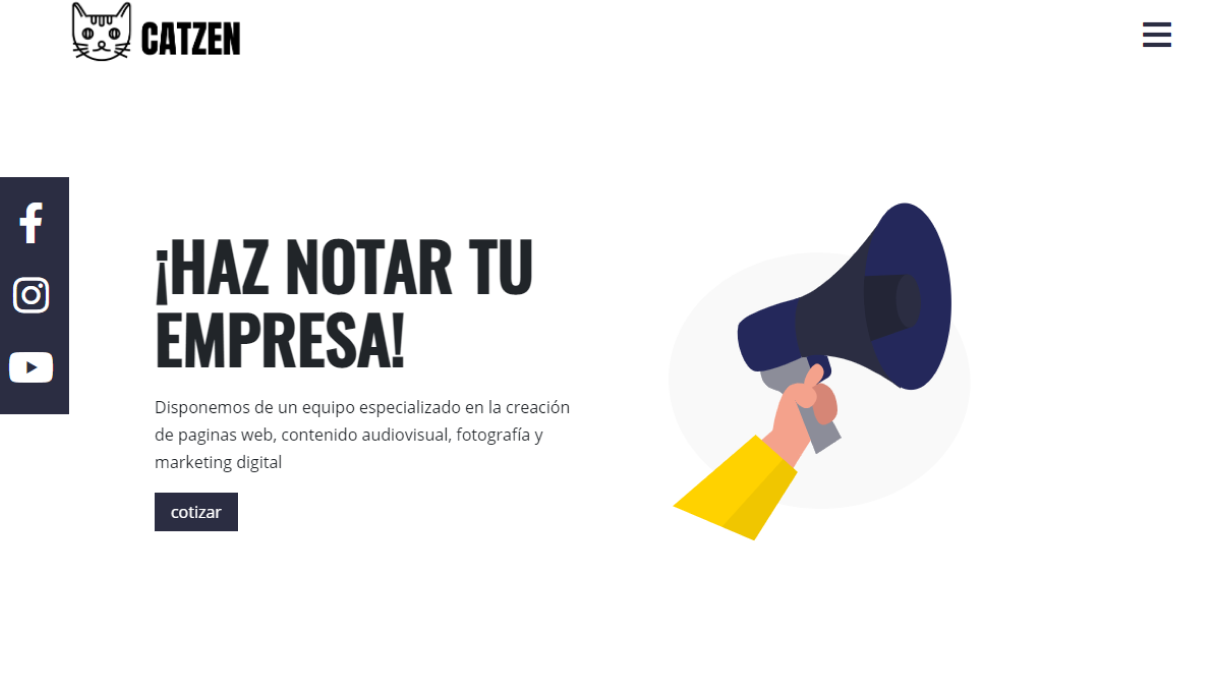 CATZEN
¡HAZ NOTAR TU
EMPRESA!
Disponemos de un equipo especializado en la creación
de paginas web, contenido audiovisual, fotografía y
marketing digital
cotizar